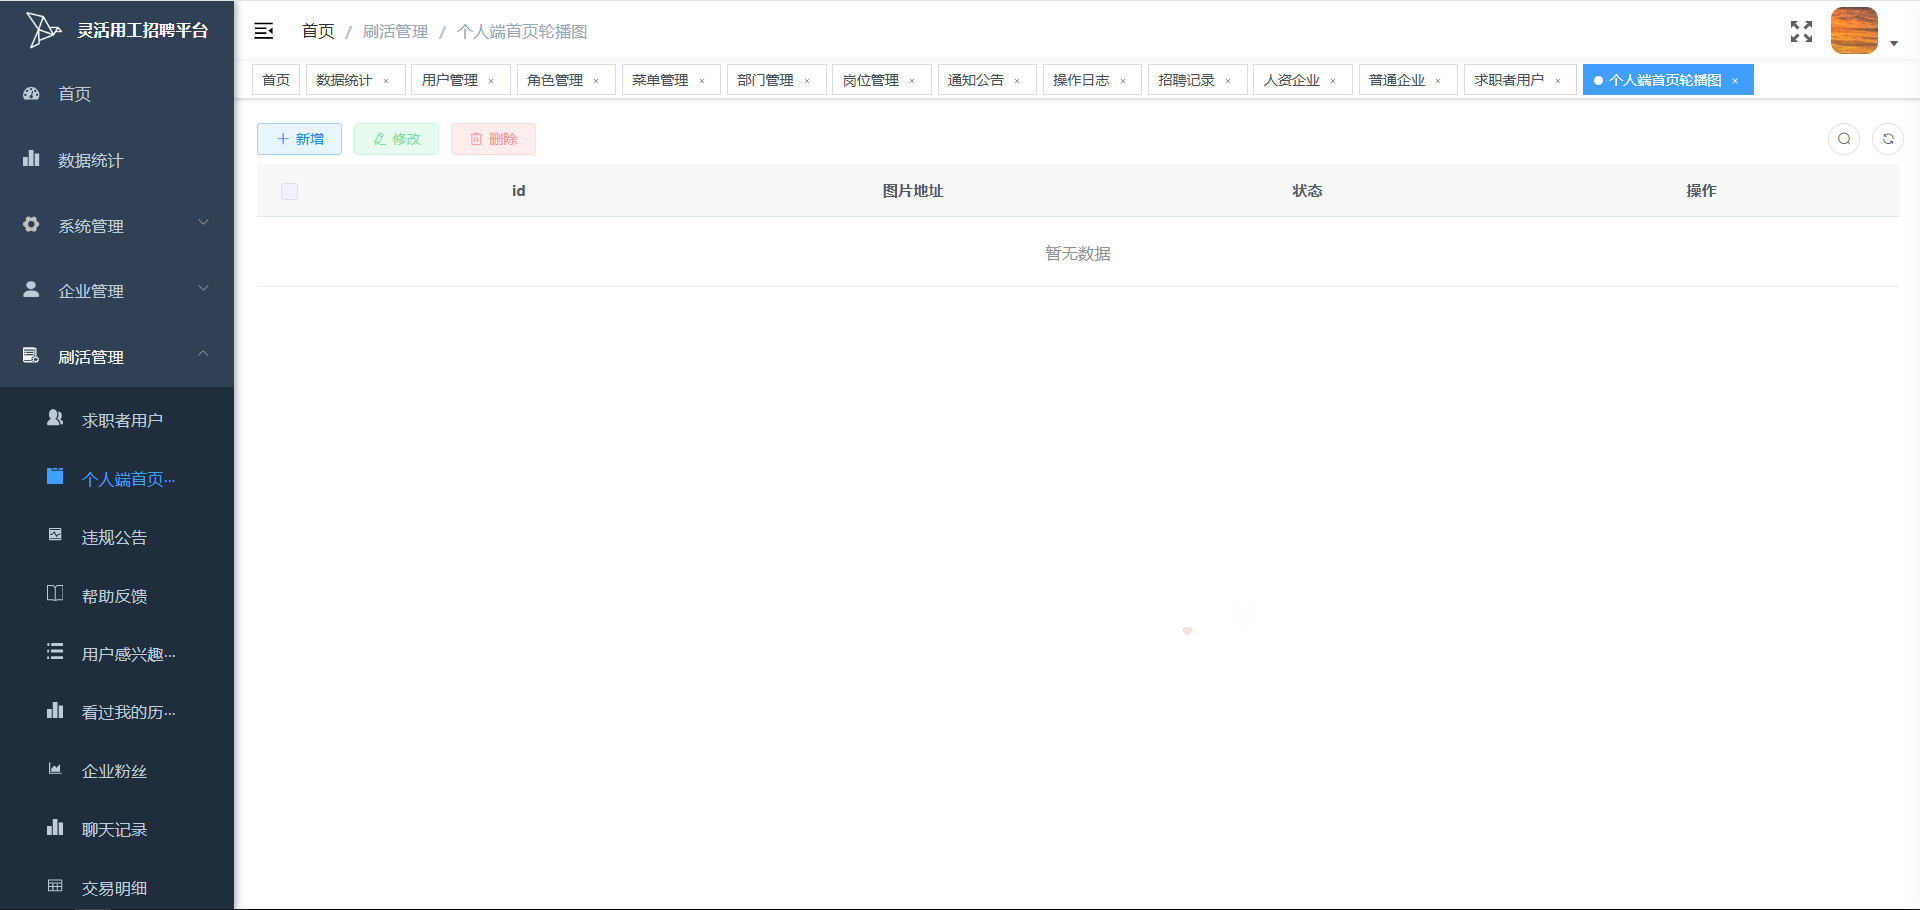 灵活用工招聘平台
首页 / 刷活管理 / 个人端首页轮播图
首页 数据统计 × 用户管理 × 角色管理 × 菜单管理 × 部门管理 × 岗位管理 × 通知公告 × 操作日志 × 招聘记录 × 人资企业 × 普通企业 × 求职者用户 × 个人端首页轮播图 ×
首页
数据统计
系统管理
企业管理
刷活管理
求职者用户
个人端首页…
违规公告
帮助反馈
用户感兴趣…
看过我的历…
企业粉丝
聊天记录
交易明细
新增 修改 删除
id 图片地址 状态 操作
暂无数据